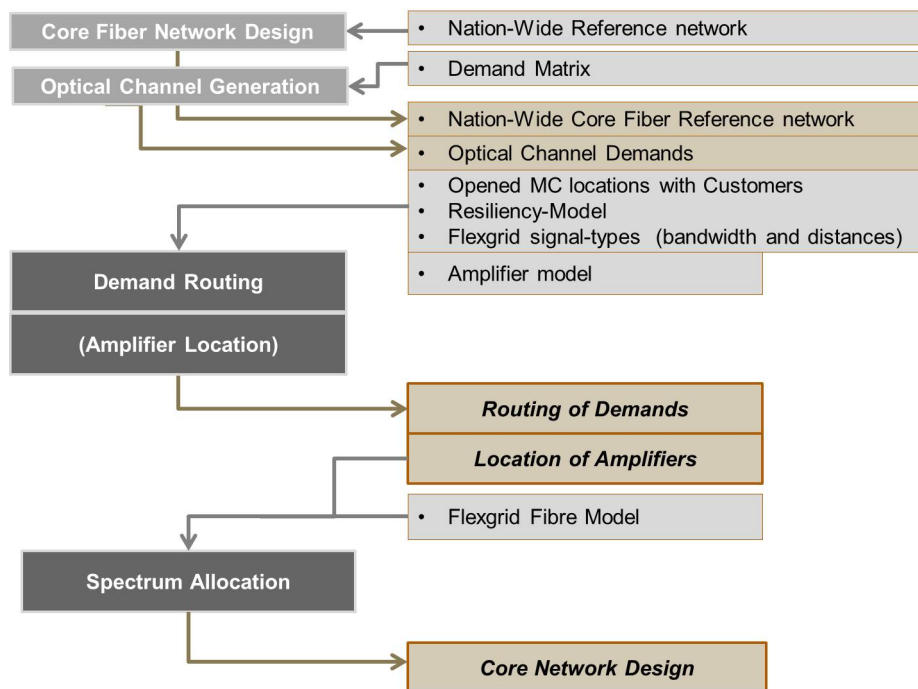 Core Fiber Network Design
• Nation-Wide Reference network
Optical Channel Generation
• Demand Matrix
• Nation-Wide Core Fiber Reference network
• Optical Channel Demands
• Opened MC locations with Customers
• Resiliency-Model
• Flexgrid signal-types (bandwidth and distances)
• Amplifier model
Demand Routing
(Amplifier Location)
Routing of Demands
Location of Amplifiers
• Flexgrid Fibre Model
Spectrum Allocation
Core Network Design